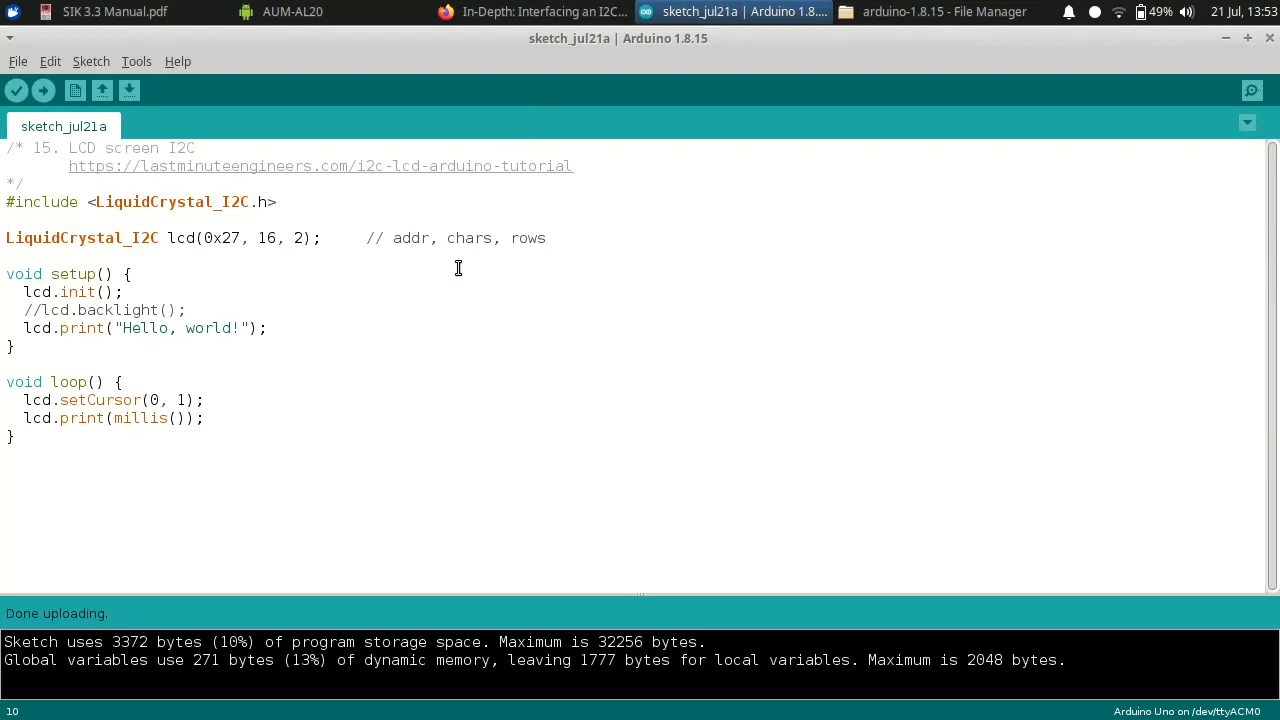 SIK 3.3 Manual.pdf
AUM-AL20
In-Depth: Interfacing an I2C...
sketch_jul21a | Arduino 1.8....
arduino-1.8.15 - File Manager
49%
21 Jul, 13:53
sketch_jul21a | Arduino 1.8.15
File Edit Sketch Tools Help
sketch_jul21a
/* 15. LCD screen I2C
https://lastminuteengineers.com/i2c-lcd-arduino-tutorial
*/
#include <LiquidCrystal_I2C.h>
LiquidCrystal_I2C lcd(0x27, 16, 2);     // addr, chars, rows
void setup() {
  lcd.init();
  //lcd.backlight();
  lcd.print("Hello, world!");
}
void loop() {
  lcd.setCursor(0, 1);
  lcd.print(millis());
}
Done uploading.
Sketch uses 3372 bytes (10%) of program storage space. Maximum is 32256 bytes.
Global variables use 271 bytes (13%) of dynamic memory, leaving 1777 bytes for local variables. Maximum is 2048 bytes.
10
Arduino Uno on /dev/ttyACM0